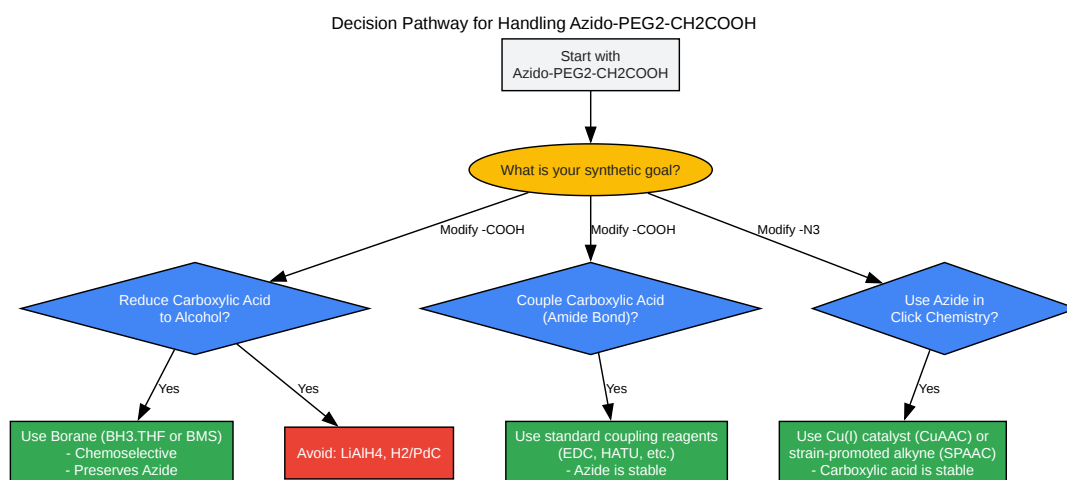 Decision Pathway for Handling Azido-PEG2-CH2COOH
Start with
Azido-PEG2-CH2COOH
What is your synthetic goal?
Modify -COOH
Modify -COOH
Modify -N3
Reduce Carboxylic Acid
to Alcohol?
Couple Carboxylic Acid
(Amide Bond)?
Use Azide in
Click Chemistry?
Yes
Yes
Yes
Yes
Use Borane (BH3.THF or BMS)
- Chemoselective
- Preserves Azide
Avoid: LiAlH4, H2/PdC
Use standard coupling reagents
(EDC, HATU, etc.)
- Azide is stable
Use Cu(I) catalyst (CuAAC) or
strain-promoted alkyne (SPAAC)
- Carboxylic acid is stable